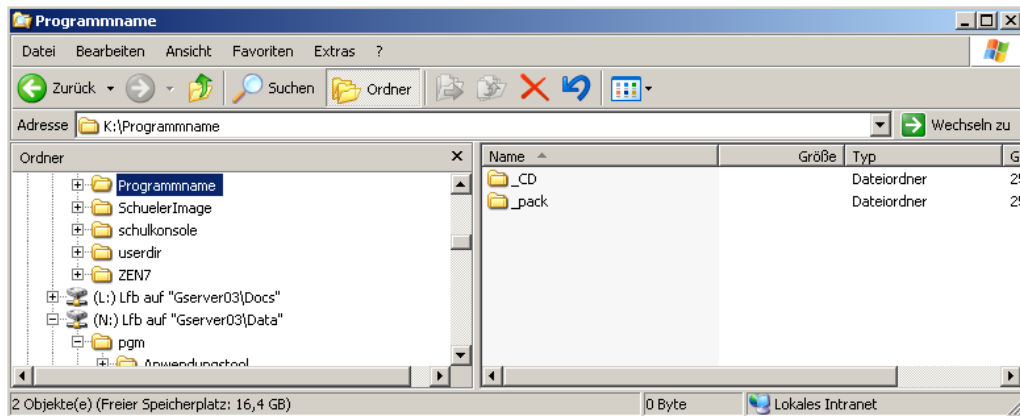 Programmname
Datei Bearbeiten Ansicht Favoriten Extras ?
Zurück Suchen Ordner
Adresse K:\Programmname Wechseln zu
Ordner x
Programmname
SchuelerImage
schulkonsole
userdir
ZEN7
(L:) Lfb auf "Gserver03\Docs"
(N:) Lfb auf "Gserver03\Data"
pgm
Anwendungstool
Name Größe Typ G
_CD Dateiordner
_pack Dateiordner
2 Objekte(e) (Freier Speicherplatz: 16,4 GB) 0 Byte Lokales Intranet